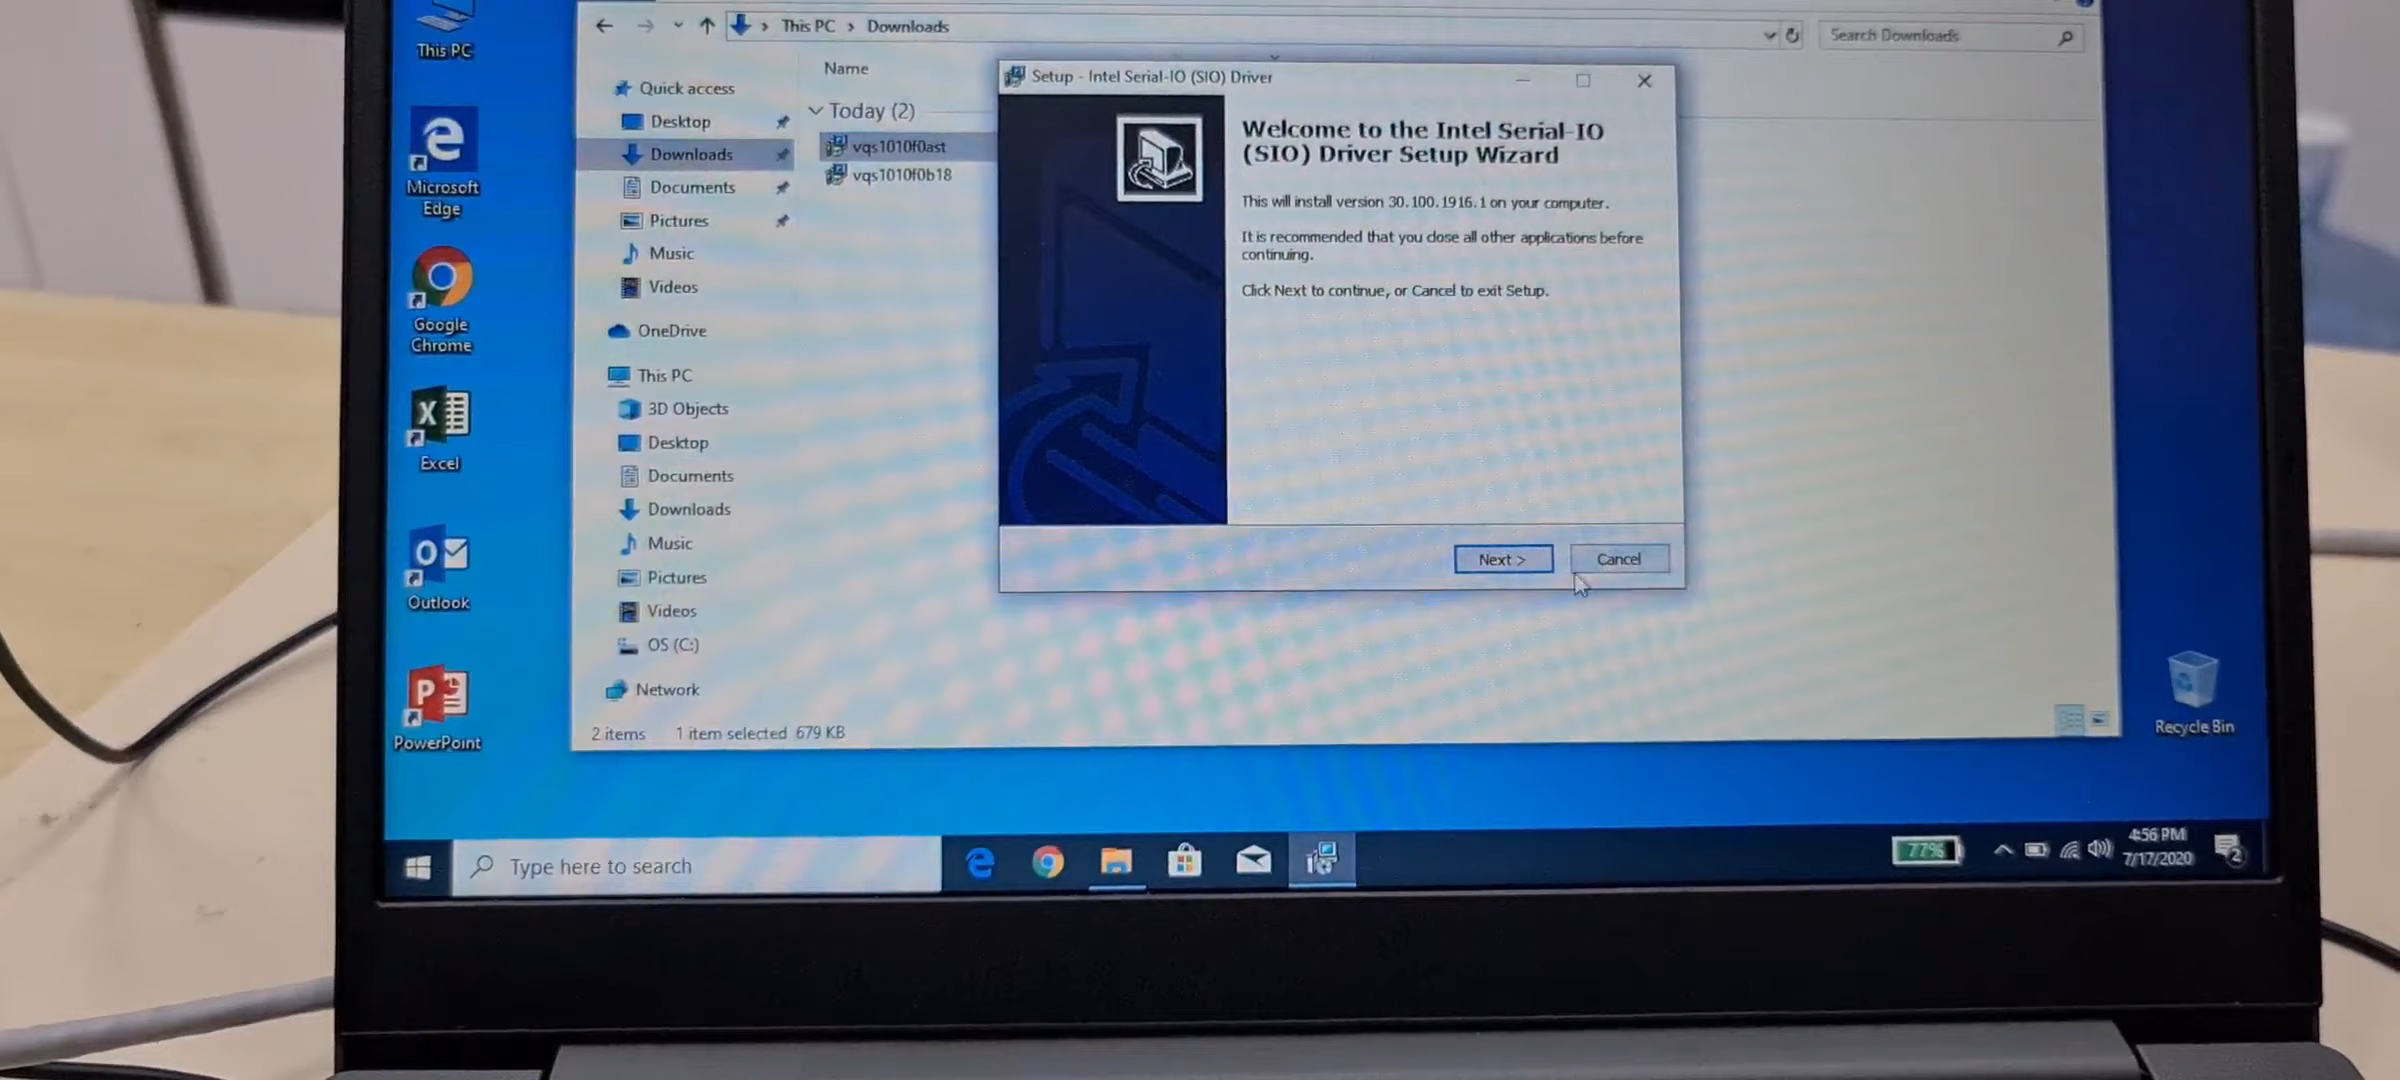 This PC
Microsoft
Edge
Google
Chrome
Excel
Outlook
PowerPoint
This PC > Downloads
Search Downloads
Quick access
Desktop
Downloads
Documents
Pictures
Music
Videos
OneDrive
This PC
3D Objects
Desktop
Documents
Downloads
Music
Pictures
Videos
OS (C:)
Network
2 items 1 item selected 679 KB
Name
Today (2)
vqs1010f0ast
vqs1010f0b18
Setup - Intel Serial-IO (SIO) Driver
Welcome to the Intel Serial-IO
(SIO) Driver Setup Wizard
This will install version 30.100.1916.1 on your computer.
It is recommended that you close all other applications before
continuing.
Click Next to continue, or Cancel to exit Setup.
Next >
Cancel
Recycle Bin
Type here to search
77%
4:56 PM
7/17/2020
2